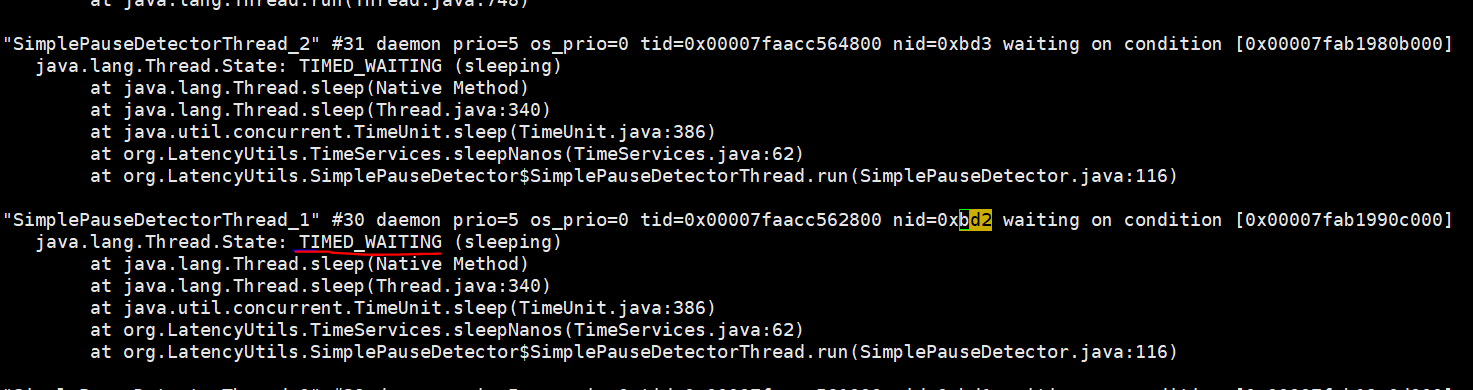 at java.lang.Thread.run(Thread.java:748)
"SimplePauseDetectorThread_2" #31 daemon prio=5 os_prio=0 tid=0x00007faacc564800 nid=0xbd3 waiting on condition [0x00007fab1980b000]
java.lang.Thread.State: TIMED_WAITING (sleeping)
at java.lang.Thread.sleep(Native Method)
at java.lang.Thread.sleep(Thread.java:340)
at java.util.concurrent.TimeUnit.sleep(TimeUnit.java:386)
at org.LatencyUtils.TimeServices.sleepNanos(TimeServices.java:62)
at org.LatencyUtils.SimplePauseDetector$SimplePauseDetectorThread.run(SimplePauseDetector.java:116)
"SimplePauseDetectorThread_1" #30 daemon prio=5 os_prio=0 tid=0x00007faacc562800 nid=0xbd2 waiting on condition [0x00007fab1990c000]
java.lang.Thread.State: TIMED_WAITING (sleeping)
at java.lang.Thread.sleep(Native Method)
at java.lang.Thread.sleep(Thread.java:340)
at java.util.concurrent.TimeUnit.sleep(TimeUnit.java:386)
at org.LatencyUtils.TimeServices.sleepNanos(TimeServices.java:62)
at org.LatencyUtils.SimplePauseDetector$SimplePauseDetectorThread.run(SimplePauseDetector.java:116)